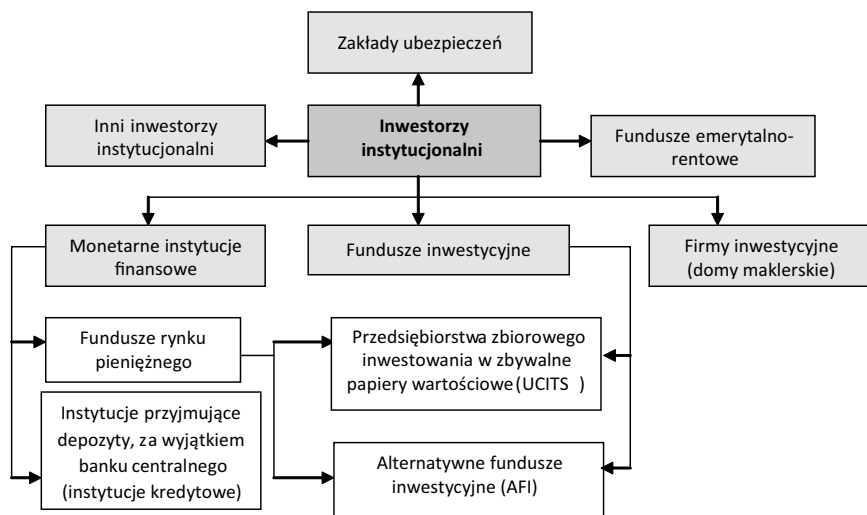 Zakłady ubezpieczeń
Inni inwestorzy
instytucjonalni
Inwestorzy
instytucjonalni
Fundusze emerytalno-
rentowe
Monetarne instytucje
finansowe
Fundusze inwestycyjne
Firmy inwestycyjne
(domy maklerskie)
Fundusze rynku
pieniężnego
Przedsiębiorstwa zbiorowego
inwestowania w zbywalne
papiery wartościowe (UCITS )
Instytucje przyjmujące
depozyty, za wyjątkiem
banku centralnego
(instytucje kredytowe)
Alternatywne fundusze
inwestycyjne (AFI)